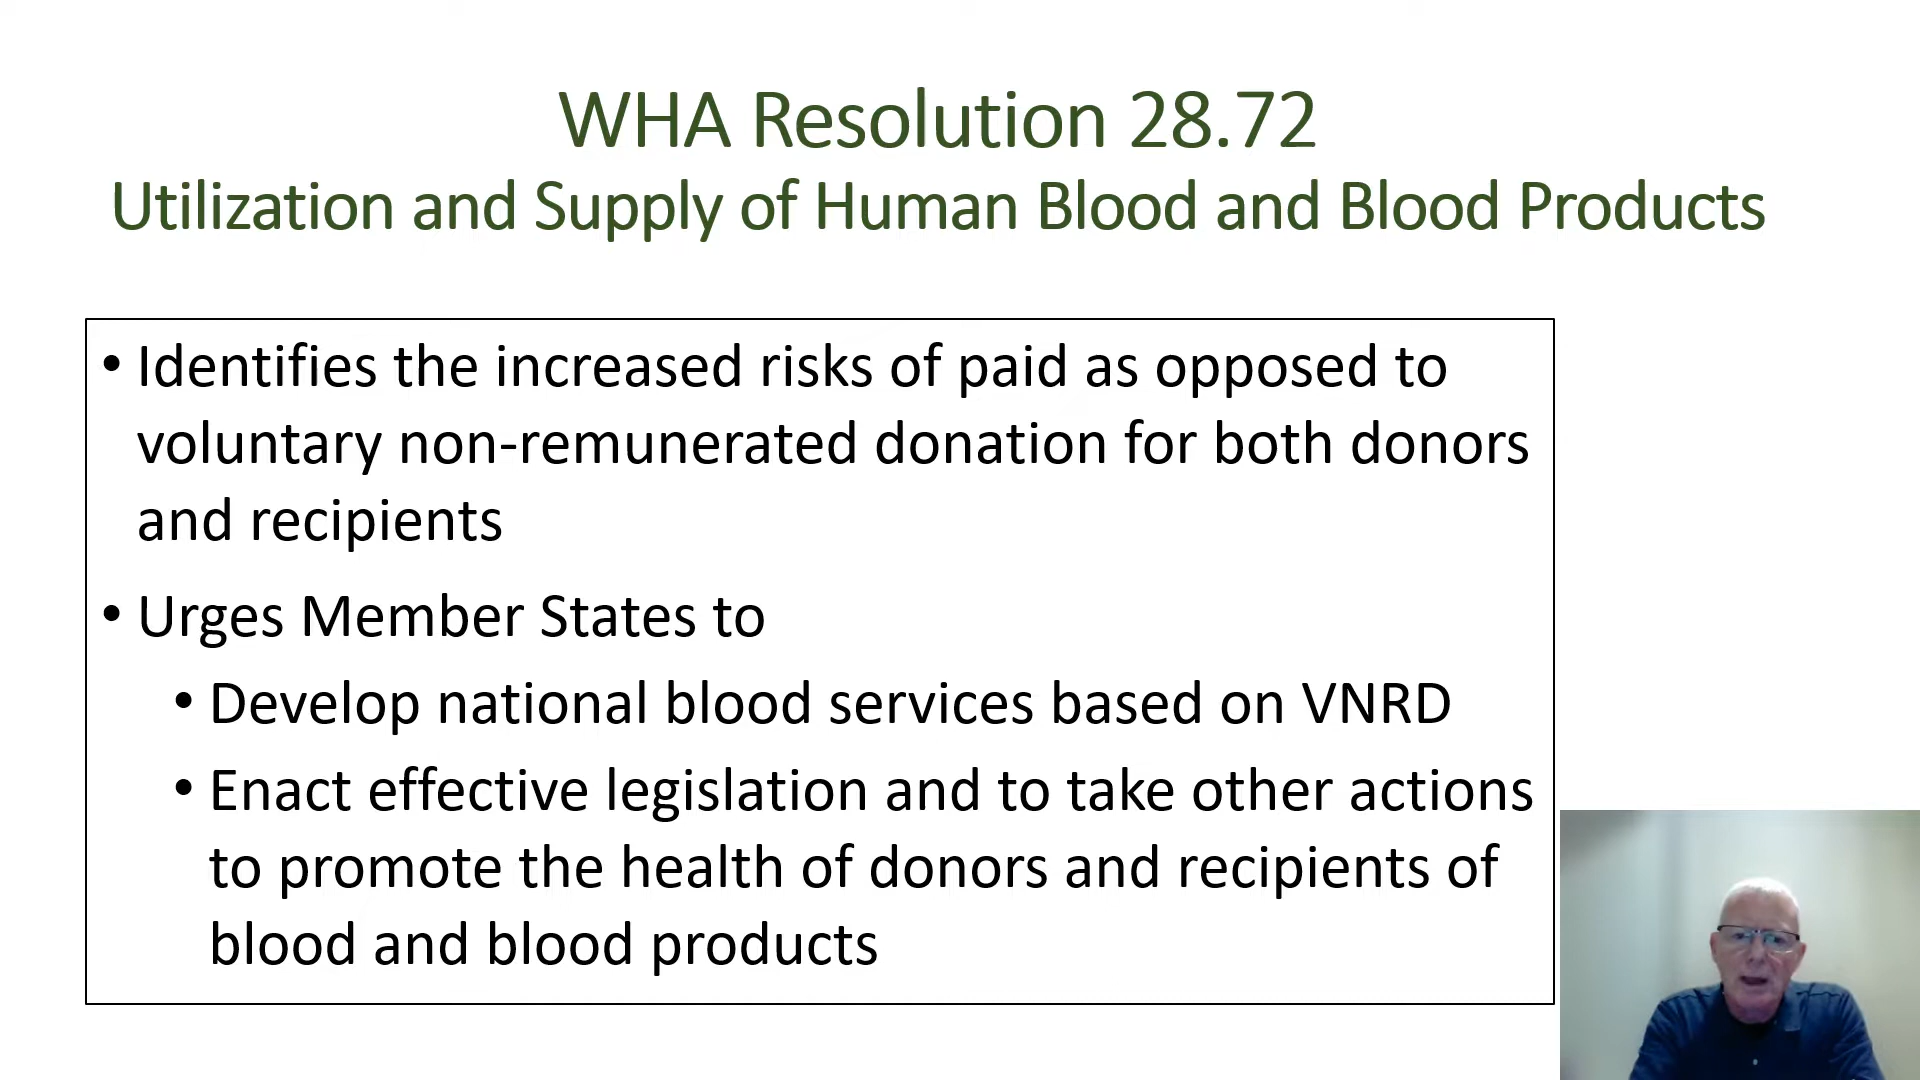 WHA Resolution 28.72
Utilization and Supply of Human Blood and Blood Products
• Identifies the increased risks of paid as opposed to
voluntary non-remunerated donation for both donors
and recipients
• Urges Member States to
• Develop national blood services based on VNRD
• Enact effective legislation and to take other actions
to promote the health of donors and recipients of
blood and blood products